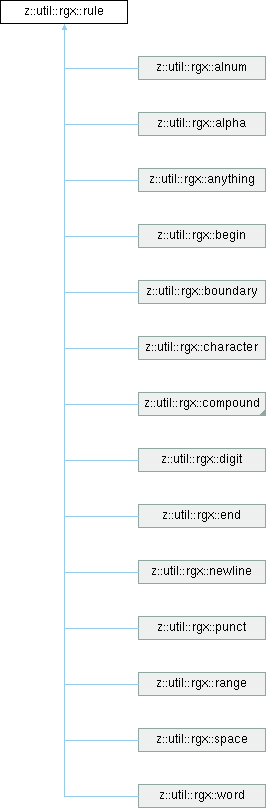 z::util::rgx::rule
z::util::rgx::alnum
z::util::rgx::alpha
z::util::rgx::anything
z::util::rgx::begin
z::util::rgx::boundary
z::util::rgx::character
z::util::rgx::compound
z::util::rgx::digit
z::util::rgx::end
z::util::rgx::newline
z::util::rgx::punct
z::util::rgx::range
z::util::rgx::space
z::util::rgx::word